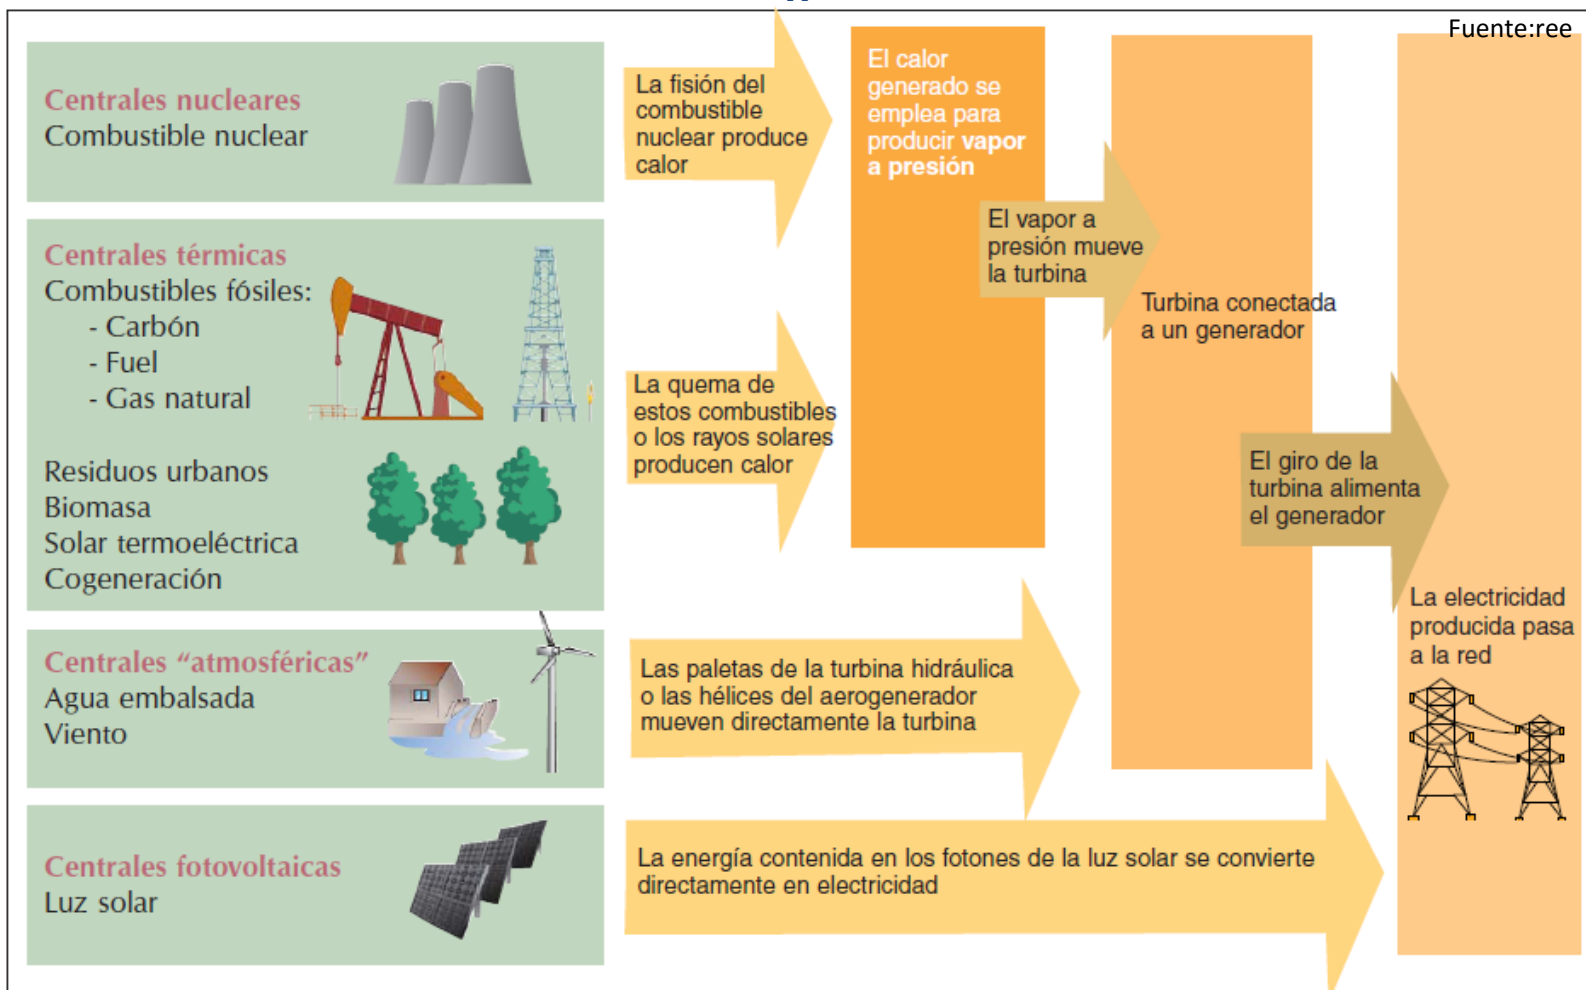 Fuente:ree
Centrales nucleares
Combustible nuclear
La fisión del
combustible
nuclear produce
calor
El calor
generado se
emplea para
producir vapor
a presión
Centrales térmicas
Combustibles fósiles:
- Carbón
- Fuel
- Gas natural
Residuos urbanos
Biomasa
Solar termoeléctrica
Cogeneración
La quema de
estos combustibles
o los rayos solares
producen calor
El vapor a
presión mueve
la turbina
Turbina conectada
a un generador
El giro de la
turbina alimenta
el generador
Centrales “atmosféricas”
Agua embalsada
Viento
Las paletas de la turbina hidráulica
o las hélices del aerogenerador
mueven directamente la turbina
La electricidad
producida pasa
a la red
Centrales fotovoltaicas
Luz solar
La energía contenida en los fotones de la luz solar se convierte
directamente en electricidad